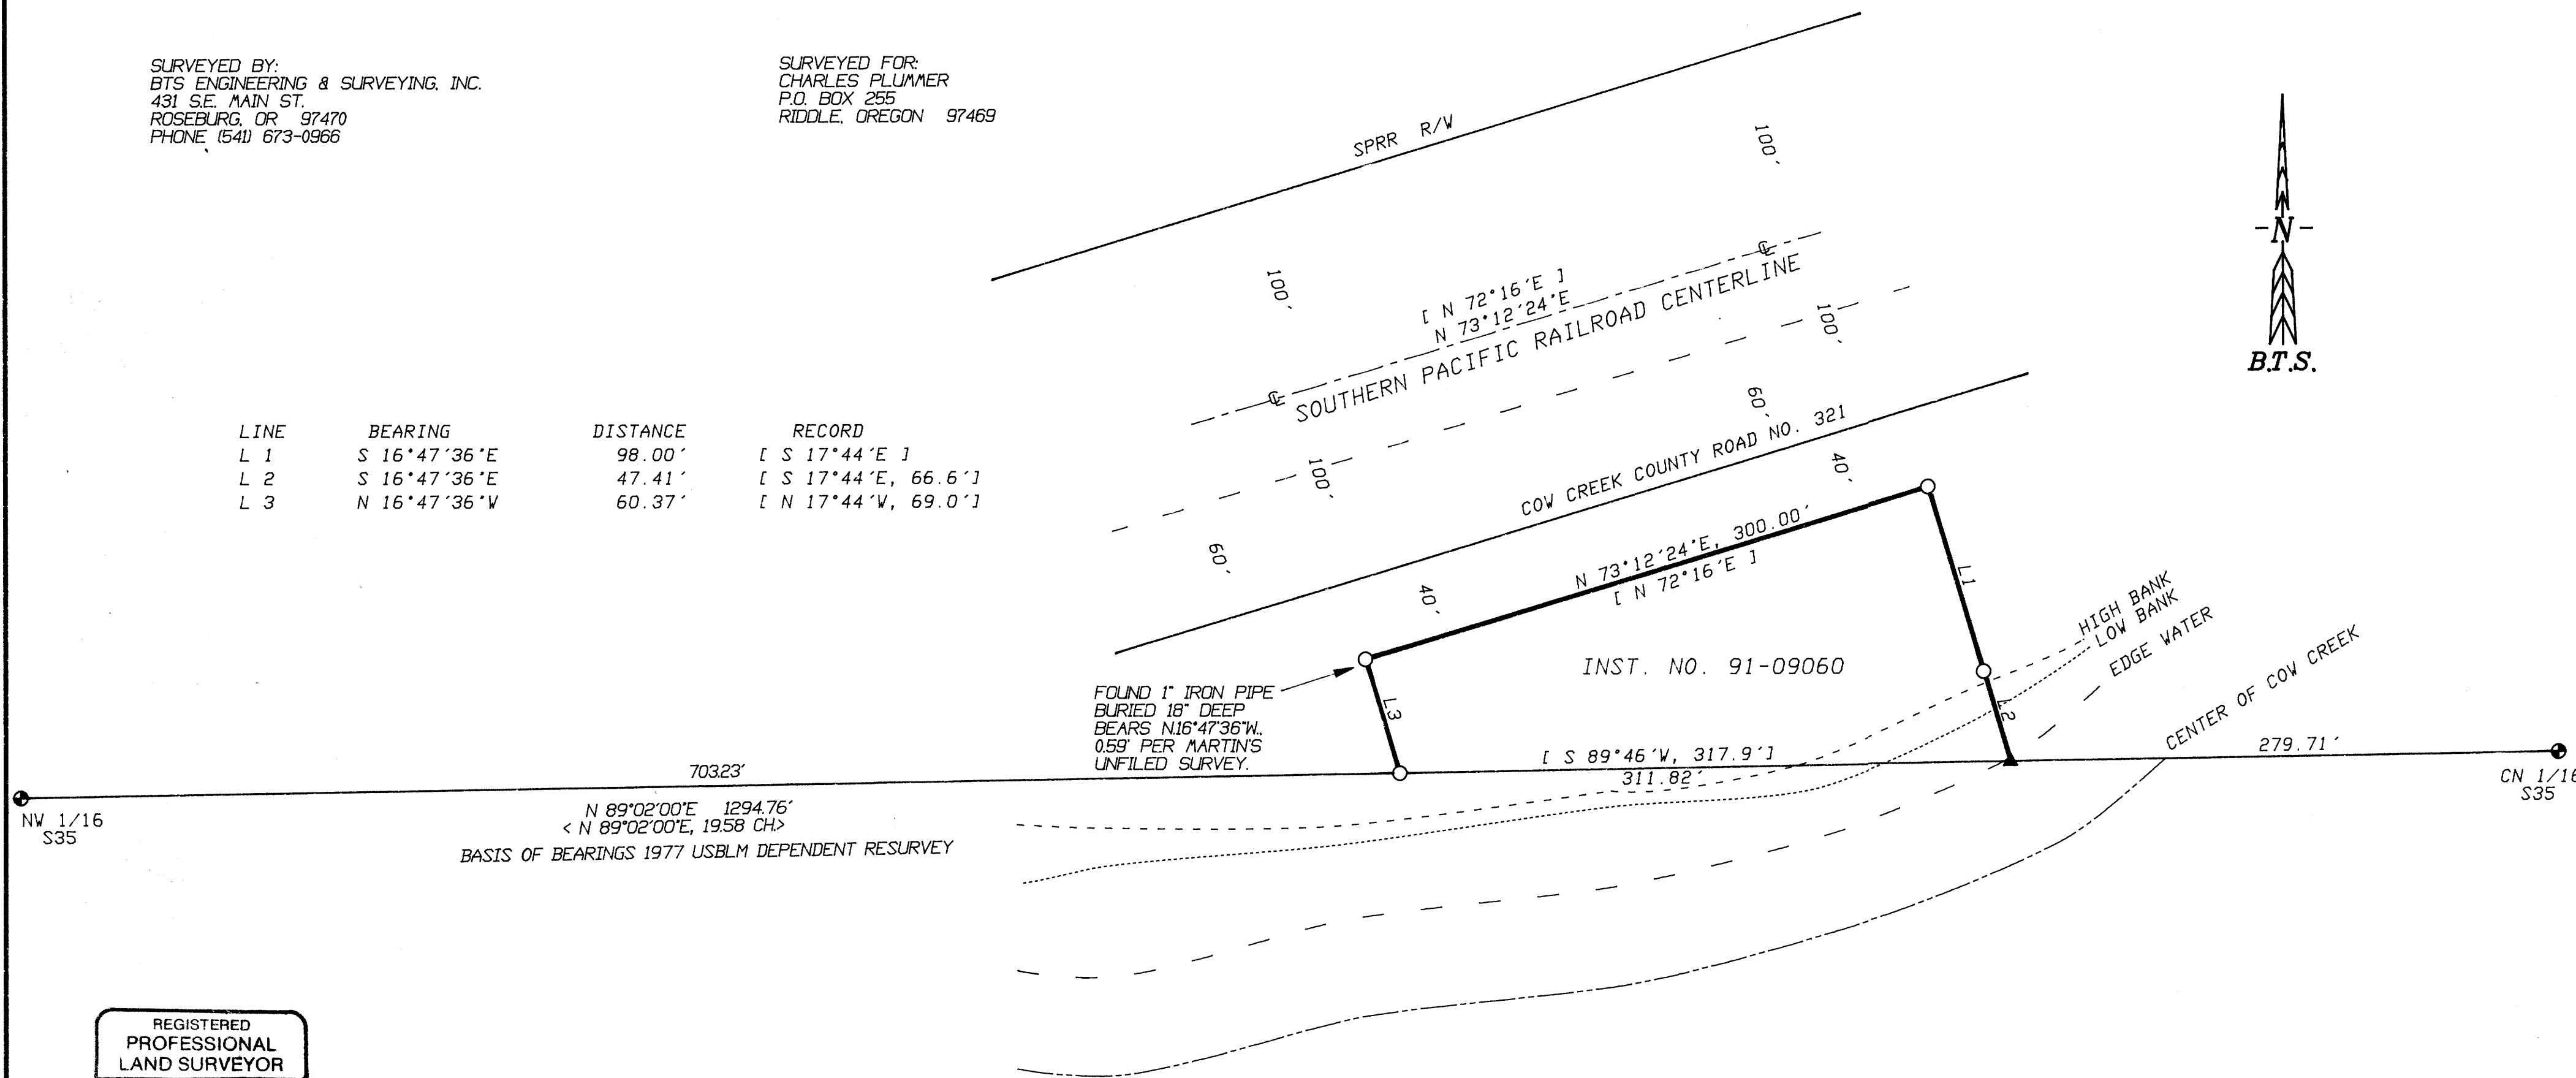 SURVEYED BY:
BTS ENGINEERING & SURVEYING, INC.
431 S.E. MAIN ST.
ROSEBURG, OR 97470
PHONE (541) 673-0966
SURVEYED FOR:
CHARLES PLUMMER
P.O. BOX 255
RIDDLE, OREGON 97469
SPRR R/W
100'
100'
-N-
B.T.S.
[ N 72°16'E ]
N 73°12'24"E
℄
℄
SOUTHERN PACIFIC RAILROAD CENTERLINE
100'
100'
60'
60'
COW CREEK COUNTY ROAD NO. 321
40'
40'
LINE BEARING DISTANCE RECORD
L 1 S 16°47'36"E 98.00' [ S 17°44'E ]
L 2 S 16°47'36"E 47.41' [ S 17°44'E, 66.6']
L 3 N 16°47'36"W 60.37' [ N 17°44'W, 69.0']
N 73°12'24"E, 300.00'
[ N 72°16'E ]
L1
L2
L3
INST. NO. 91-09060
HIGH BANK
LOW BANK
EDGE WATER
CENTER OF COW CREEK
FOUND 1" IRON PIPE
BURIED 18" DEEP
BEARS N.16°47'36"W.,
0.59' PER MARTIN'S
UNFILED SURVEY.
[ S 89°46'W, 317.9']
311.82'
279.71'
703.23'
N 89°02'00"E 1294.76'
< N 89°02'00"E, 19.58 CH.>
BASIS OF BEARINGS 1977 USBLM DEPENDENT RESURVEY
NW 1/16
S35
CN 1/16
S35
REGISTERED
PROFESSIONAL
LAND SURVEYOR